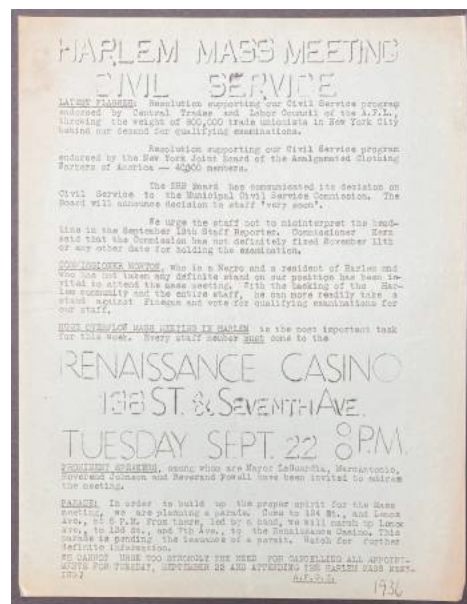 HARLEM MASS MEETING
CIVIL SERVICE
LATEST FLASHES: Resolution supporting our Civil Service program
endorsed by Central Trades and Labor Council of the A.F.L.,
throwing the weight of 800,000 trade unionists in New York City
behind our demand for qualifying examinations.
Resolution supporting our Civil Service program
endorsed by the New York Joint Board of the Amalgamated Clothing
Workers of America -- 40,000 members.
The ERB Board has communicated its decision on
Civil Service to the Municipal Civil Service Commission. The
Board will announce decision to staff "very soon".
We urge the staff not to misinterpret the head-
line in the September 18th Staff Reporter. Commissioner Kern
said that the Commission has not definitely fixed November 11th
or any other date for holding the examination.
COMMISSIONER MORTON, who is a Negro and a resident of Harlem and
who has not taken any definite stand on our position has been in-
vited to attend the mass meeting. With the backing of the Har-
lem community and the entire staff, he can more readily take a
stand against Finegan and vote for qualifying examinations for
our staff.
HUGE OVERFLOW MASS MEETING IN HARLEM is the most important task
for this week. Every staff member must come to the
RENAISSANCE CASINO
138 ST. & SEVENTH AVE.
TUESDAY SEPT. 22 8 P.M.
PROMINENT SPEAKERS, among whom are Mayor LaGuardia, Marcantonio,
Reverend Johnson and Reverend Powell have been invited to address
the meeting.
PARADE: In order to build up the proper spirit for the Mass
meeting, we are planning a parade. Come to 124 St., and Lenox
Ave., at 6 P.M. From there, led by a band, we will march up Lenox
Ave., to 138 St., and 7th Ave., to the Renaissance Casino. This
parade is pending the issuance of a permit. Watch for further
definite information.
WE CANNOT URGE TOO STRONGLY THE NEED FOR CANCELLING ALL APPOINT-
MENTS FOR TUESDAY, SEPTEMBER 22 AND ATTENDING THE HARLEM MASS MEET-
ING!
1936